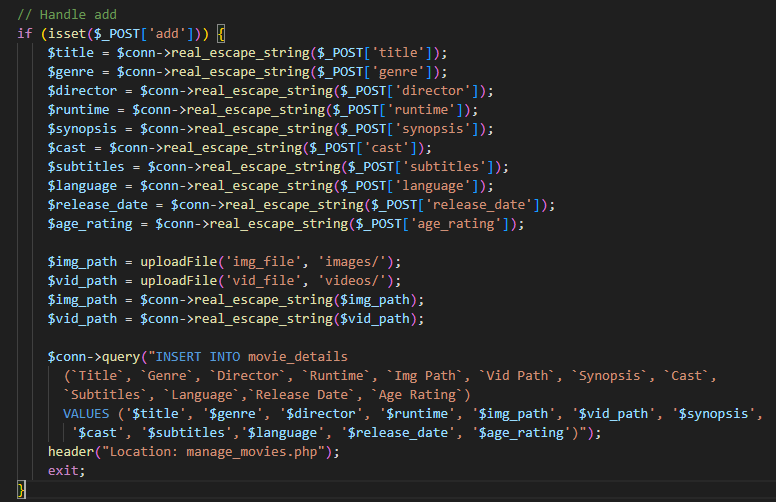 // Handle add
if (isset($_POST['add'])) {
    $title = $conn->real_escape_string($_POST['title']);
    $genre = $conn->real_escape_string($_POST['genre']);
    $director = $conn->real_escape_string($_POST['director']);
    $runtime = $conn->real_escape_string($_POST['runtime']);
    $synopsis = $conn->real_escape_string($_POST['synopsis']);
    $cast = $conn->real_escape_string($_POST['cast']);
    $subtitles = $conn->real_escape_string($_POST['subtitles']);
    $language = $conn->real_escape_string($_POST['language']);
    $release_date = $conn->real_escape_string($_POST['release_date']);
    $age_rating = $conn->real_escape_string($_POST['age_rating']);

    $img_path = uploadFile('img_file', 'images/');
    $vid_path = uploadFile('vid_file', 'videos/');
    $img_path = $conn->real_escape_string($img_path);
    $vid_path = $conn->real_escape_string($vid_path);

    $conn->query("INSERT INTO movie_details
      (`Title`, `Genre`, `Director`, `Runtime`, `Img Path`, `Vid Path`, `Synopsis`, `Cast`,
      `Subtitles`, `Language`,`Release Date`, `Age Rating`)
      VALUES ('$title', '$genre', '$director', '$runtime', '$img_path', '$vid_path', '$synopsis',
       '$cast', '$subtitles','$language', '$release_date', '$age_rating')");
    header("Location: manage_movies.php");
    exit;
}